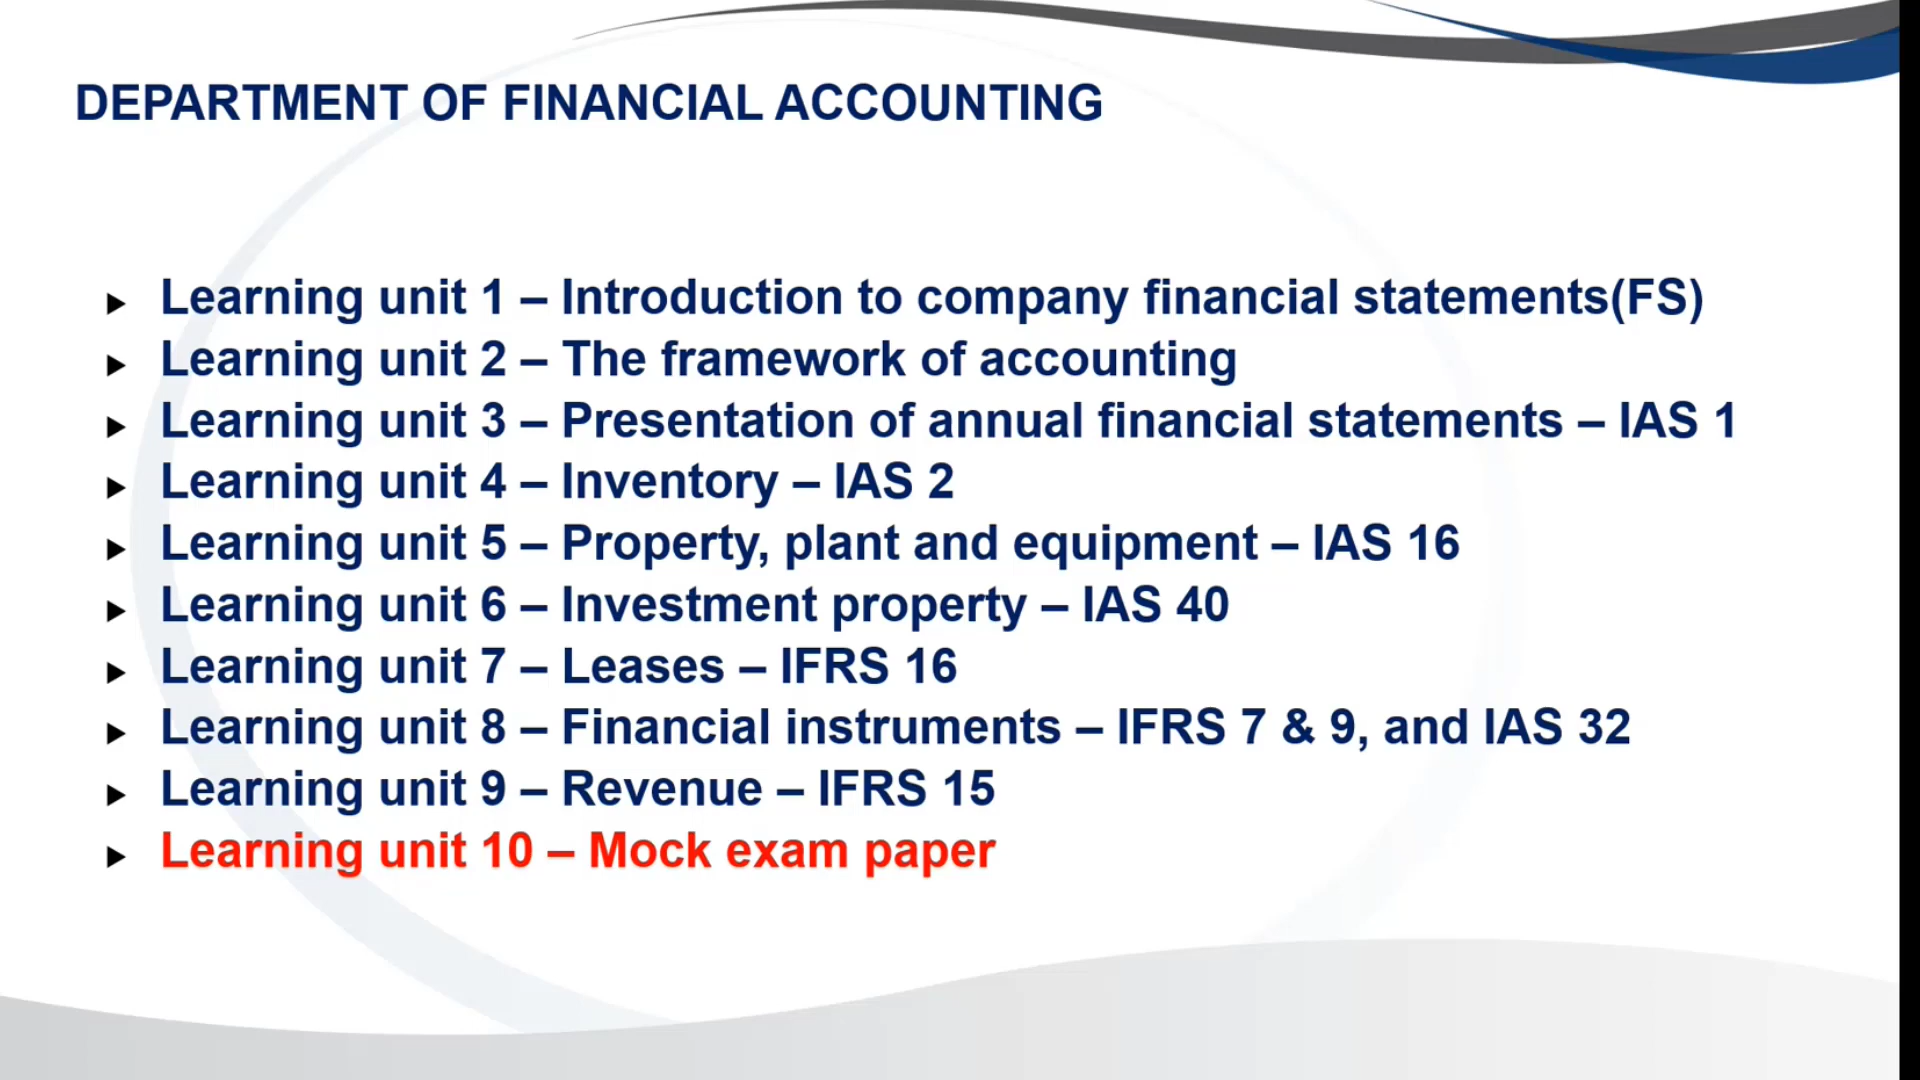 DEPARTMENT OF FINANCIAL ACCOUNTING
Learning unit 1 – Introduction to company financial statements(FS)
Learning unit 2 – The framework of accounting
Learning unit 3 – Presentation of annual financial statements – IAS 1
Learning unit 4 – Inventory – IAS 2
Learning unit 5 – Property, plant and equipment – IAS 16
Learning unit 6 – Investment property – IAS 40
Learning unit 7 – Leases – IFRS 16
Learning unit 8 – Financial instruments – IFRS 7 & 9, and IAS 32
Learning unit 9 – Revenue – IFRS 15
Learning unit 10 – Mock exam paper